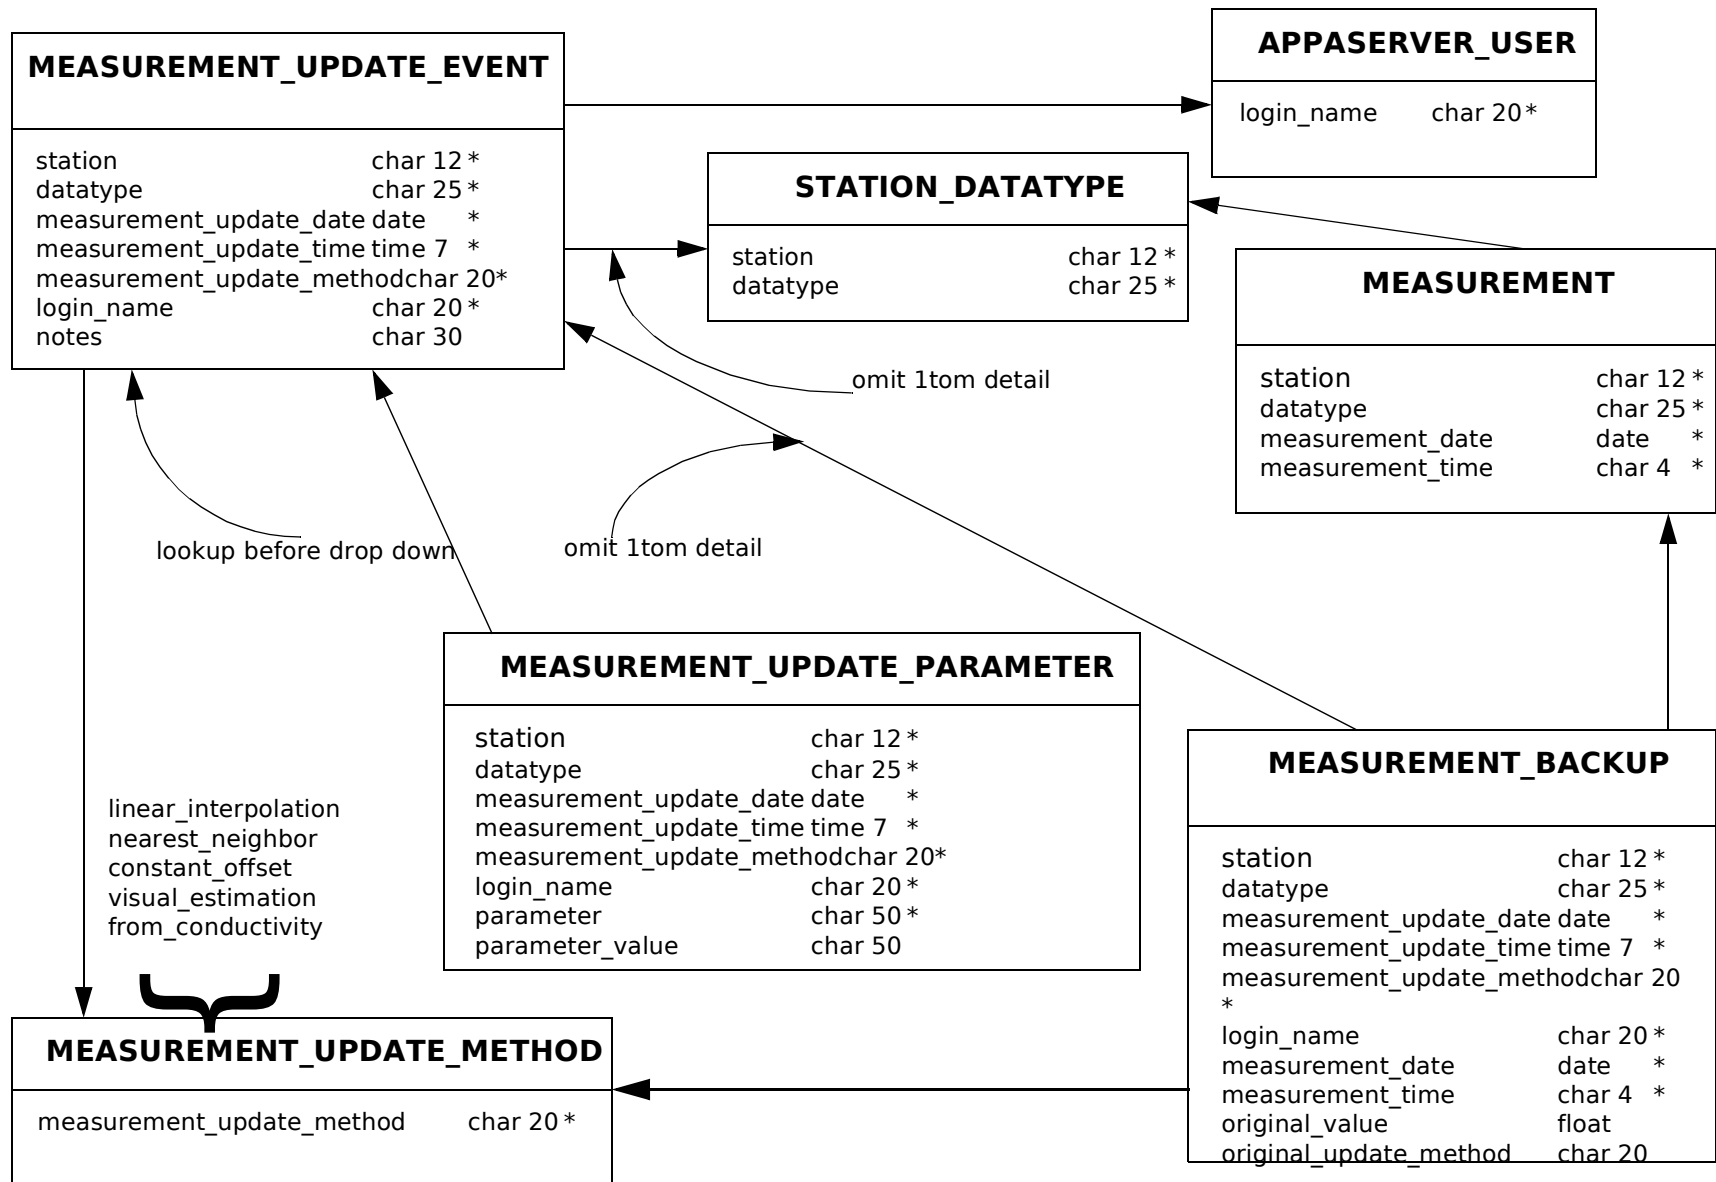 MEASUREMENT_UPDATE_EVENT
station char 12 *
datatype char 25 *
measurement_update_date date *
measurement_update_time time 7 *
measurement_update_methodchar 20*
login_name char 20 *
notes char 30
APPASERVER_USER
login_name char 20 *
STATION_DATATYPE
station char 12 *
datatype char 25 *
MEASUREMENT
station char 12 *
datatype char 25 *
measurement_date date *
measurement_time char 4 *
omit 1tom detail
lookup before drop down
omit 1tom detail
MEASUREMENT_UPDATE_PARAMETER
station char 12 *
datatype char 25 *
measurement_update_date date *
measurement_update_time time 7 *
measurement_update_methodchar 20*
login_name char 20 *
parameter char 50 *
parameter_value char 50
MEASUREMENT_BACKUP
station char 12 *
datatype char 25 *
measurement_update_date date *
measurement_update_time time 7 *
measurement_update_methodchar 20
*
login_name char 20 *
measurement_date date *
measurement_time char 4 *
original_value float
original_update_method char 20
linear_interpolation
nearest_neighbor
constant_offset
visual_estimation
from_conductivity
}
MEASUREMENT_UPDATE_METHOD
measurement_update_method char 20 *